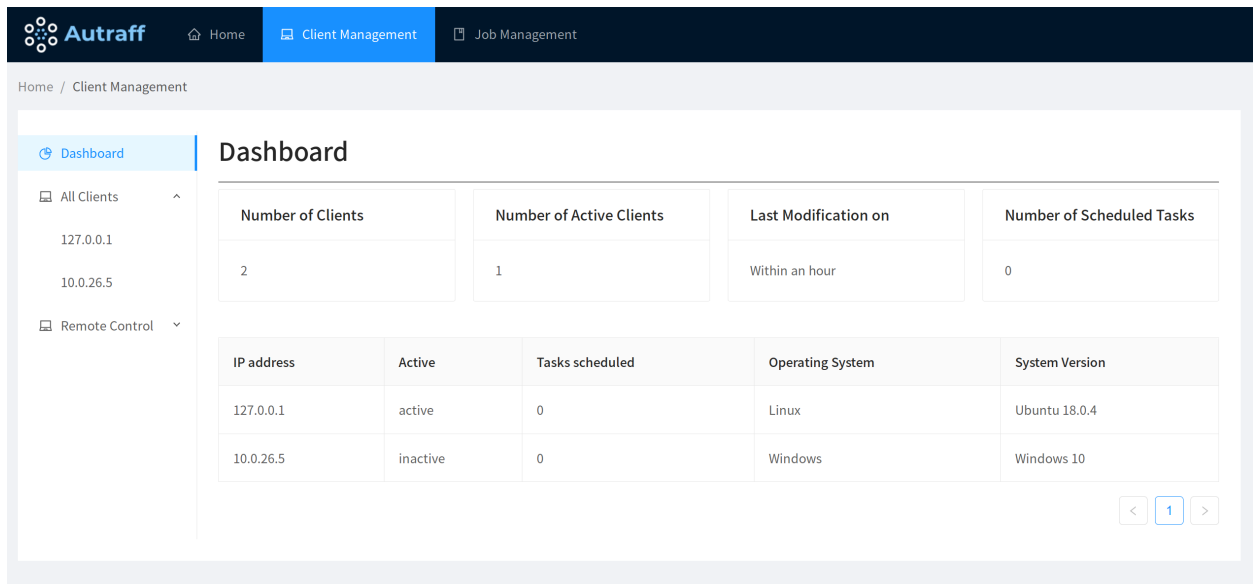 Autraff Home Client Management Job Management
Home / Client Management
Dashboard
All Clients
127.0.0.1
10.0.26.5
Remote Control
Dashboard
Number of Clients Number of Active Clients Last Modification on Number of Scheduled Tasks
2 1 Within an hour 0
IP address Active Tasks scheduled Operating System System Version
127.0.0.1 active 0 Linux Ubuntu 18.0.4
10.0.26.5 inactive 0 Windows Windows 10
< 1 >